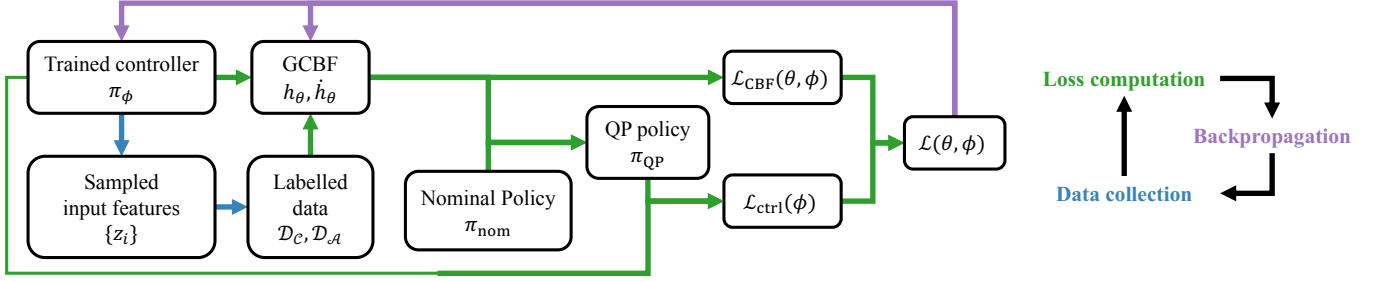 Trained controller
π_ϕ
GCBF
h_θ, ḣ_θ
Sampled
input features
{z_i}
Labelled
data
𝒟_𝒞, 𝒟_𝒜
Nominal Policy
π_nom
QP policy
π_QP
ℒ_CBF(θ, ϕ)
ℒ_ctrl(ϕ)
ℒ(θ, ϕ)
Loss computation
Backpropagation
Data collection